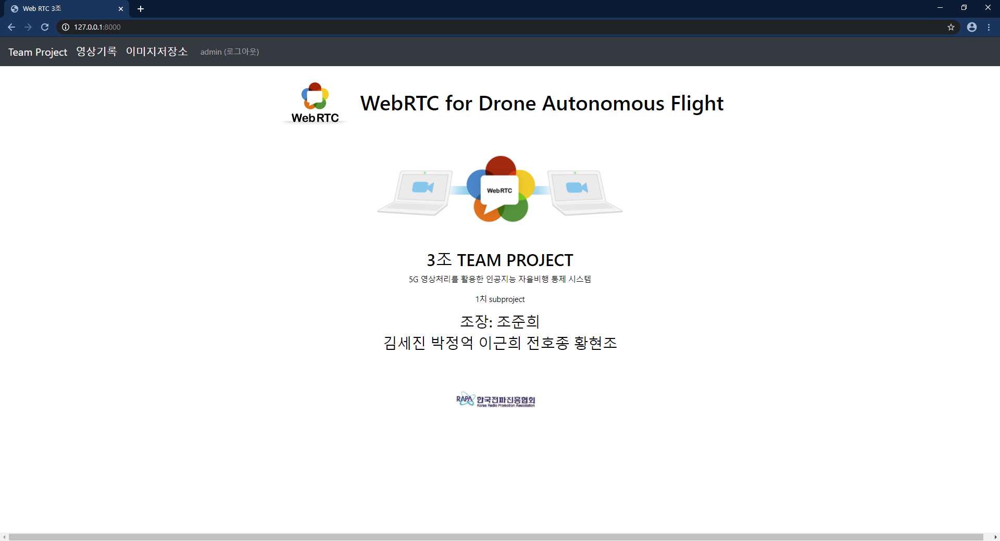 Web RTC 3조
127.0.0.1:8000
Team Project 영상기록 이미지저장소 admin (로그아웃)
WebRTC
WebRTC for Drone Autonomous Flight
WebRTC
3조 TEAM PROJECT
5G 영상처리를 활용한 인공지능 자율비행 통제 시스템
1치 subproject
조장: 조준희
김세진 박정억 이근희 전호종 황현조
RAPA 한국전파진흥협회
Korea Radio Promotion Association